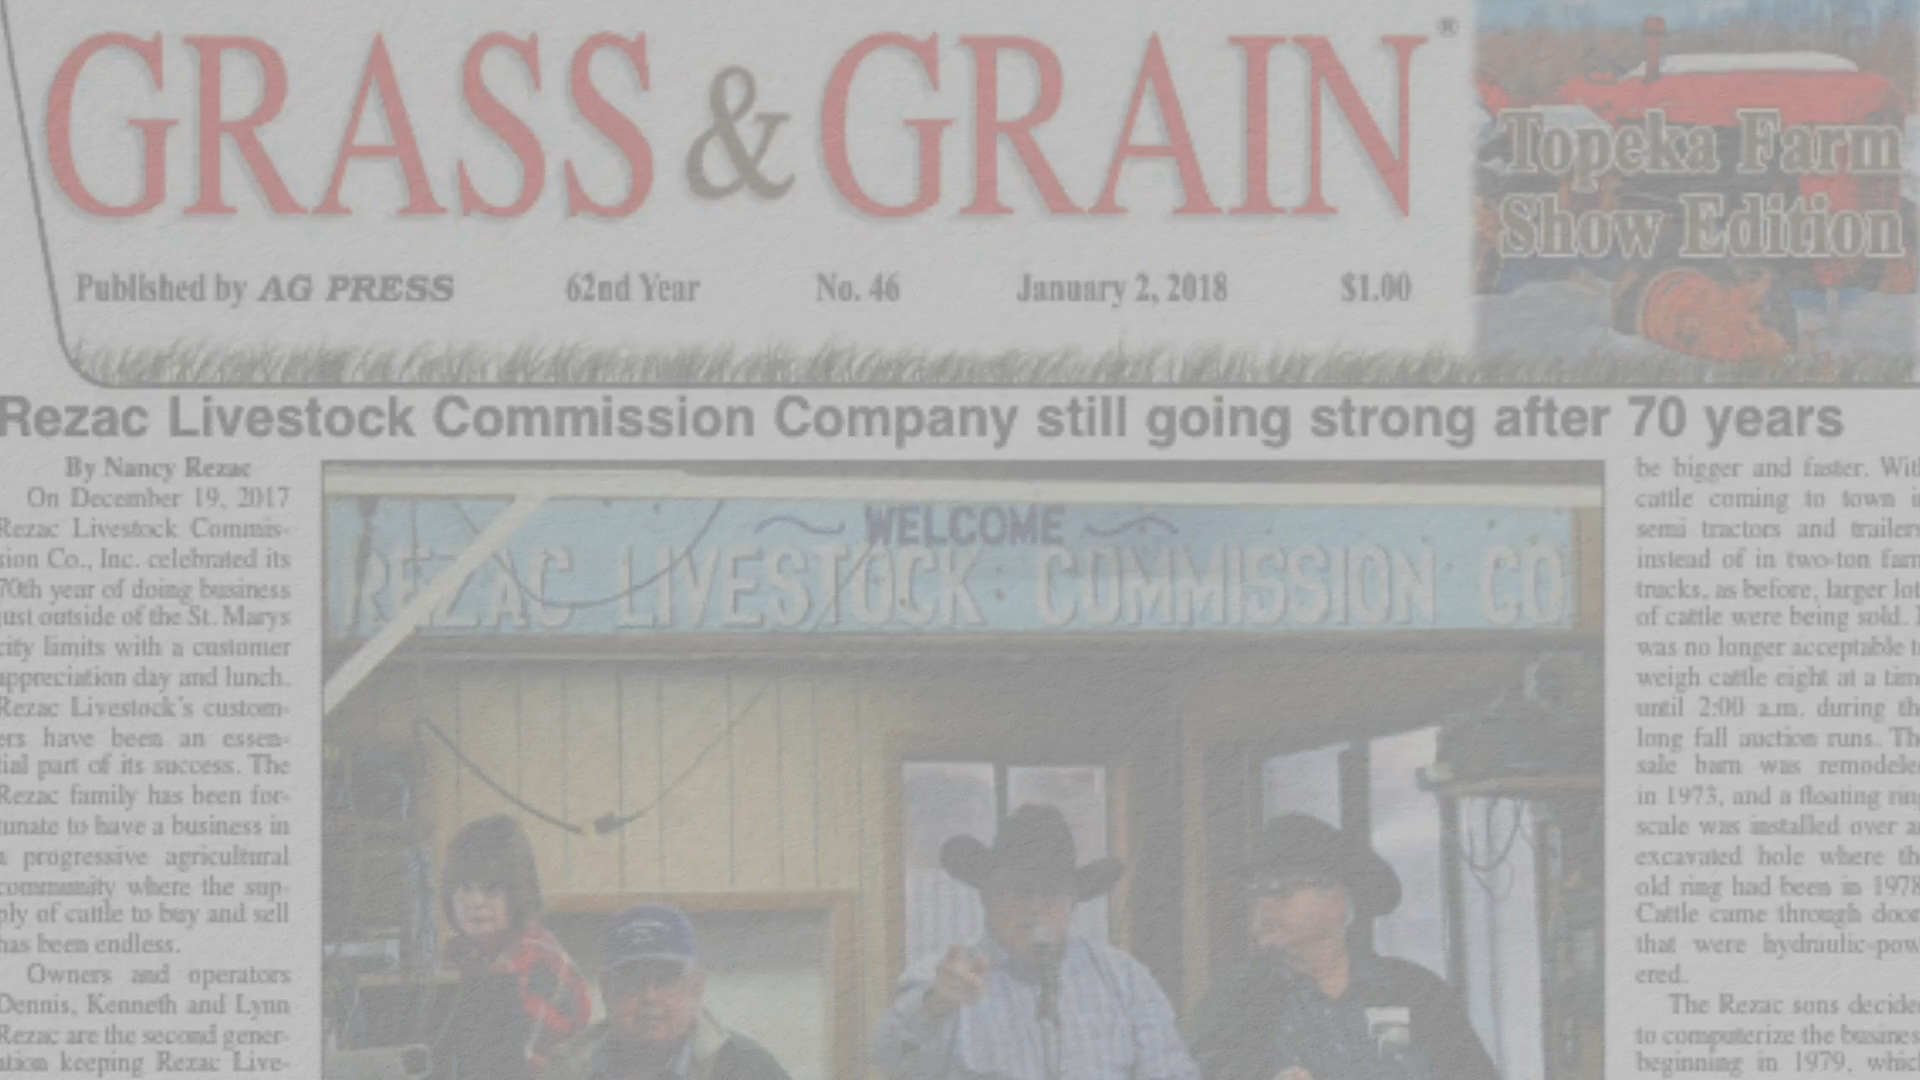 GRASS & GRAIN®
Topeka Farm
Show Edition
Published by AG PRESS 62nd Year No. 46 January 2, 2018 $1.00
Rezac Livestock Commission Company still going strong after 70 years
By Nancy Rezac
On December 19, 2017
Rezac Livestock Commis-
sion Co., Inc. celebrated its
70th year of doing business
just outside of the St. Marys
city limits with a customer
appreciation day and lunch.
Rezac Livestock's custom-
ers have been an essen-
tial part of its success. The
Rezac family has been for-
tunate to have a business in
a progressive agricultural
community where the sup-
ply of cattle to buy and sell
has been endless.
Owners and operators
Dennis, Kenneth and Lynn
Rezac are the second gener-
ation keeping Rezac Live-
WELCOME
REZAC LIVESTOCK COMMISSION CO
be bigger and faster. With
cattle coming to town in
semi tractors and trailers
instead of in two-ton farm
trucks, as before, larger lots
of cattle were being sold.
was no longer acceptable to
weigh cattle eight at a time
until 2:00 a.m. during the
long fall auction runs. The
sale barn was remodeled
in 1973, and a floating ring
scale was installed over an
excavated hole where the
old ring had been in 1978.
Cattle came through doors
that were hydraulic-pow-
ered.
The Rezac sons decided
to computerize the business
beginning in 1979, which